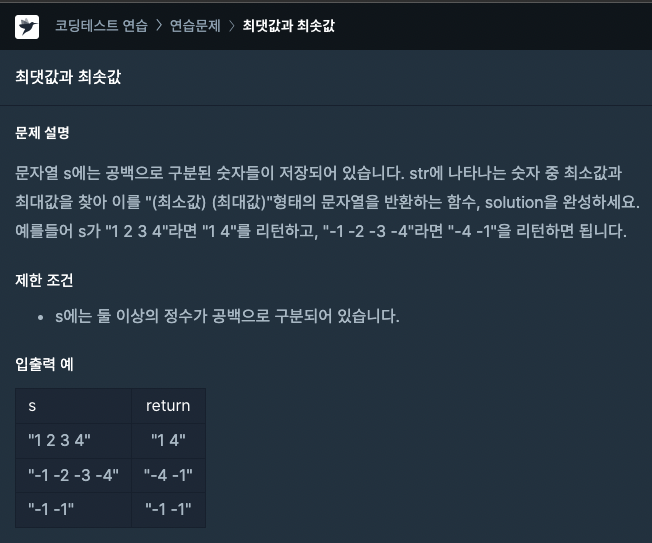 코딩테스트 연습 > 연습문제 > 최댓값과 최솟값
최댓값과 최솟값
문제 설명
문자열 s에는 공백으로 구분된 숫자들이 저장되어 있습니다. str에 나타나는 숫자 중 최소값과
최대값을 찾아 이를 "(최소값) (최대값)"형태의 문자열을 반환하는 함수, solution을 완성하세요.
예를들어 s가 "1 2 3 4"라면 "1 4"를 리턴하고, "-1 -2 -3 -4"라면 "-4 -1"을 리턴하면 됩니다.
제한 조건
• s에는 둘 이상의 정수가 공백으로 구분되어 있습니다.
입출력 예
s return
"1 2 3 4" "1 4"
"-1 -2 -3 -4" "-4 -1"
"-1 -1" "-1 -1"